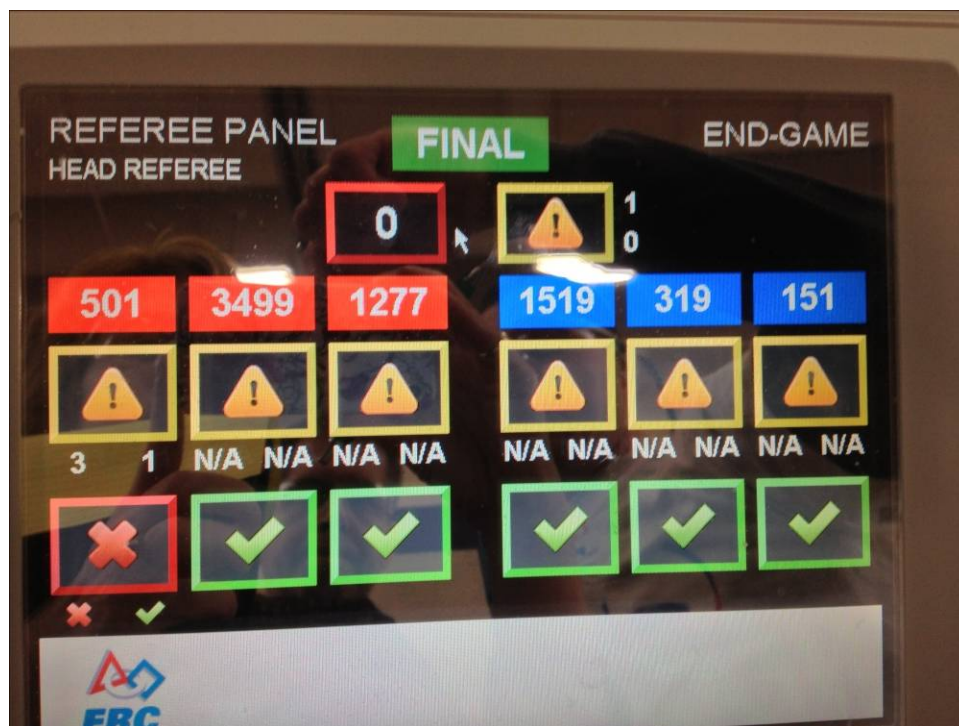 REFEREE PANEL FINAL END-GAME
HEAD REFEREE
0 1
0
501 3499 1277 1519 319 151
3 1 N/A N/A N/A N/A N/A N/A N/A N/A N/A N/A
FRC